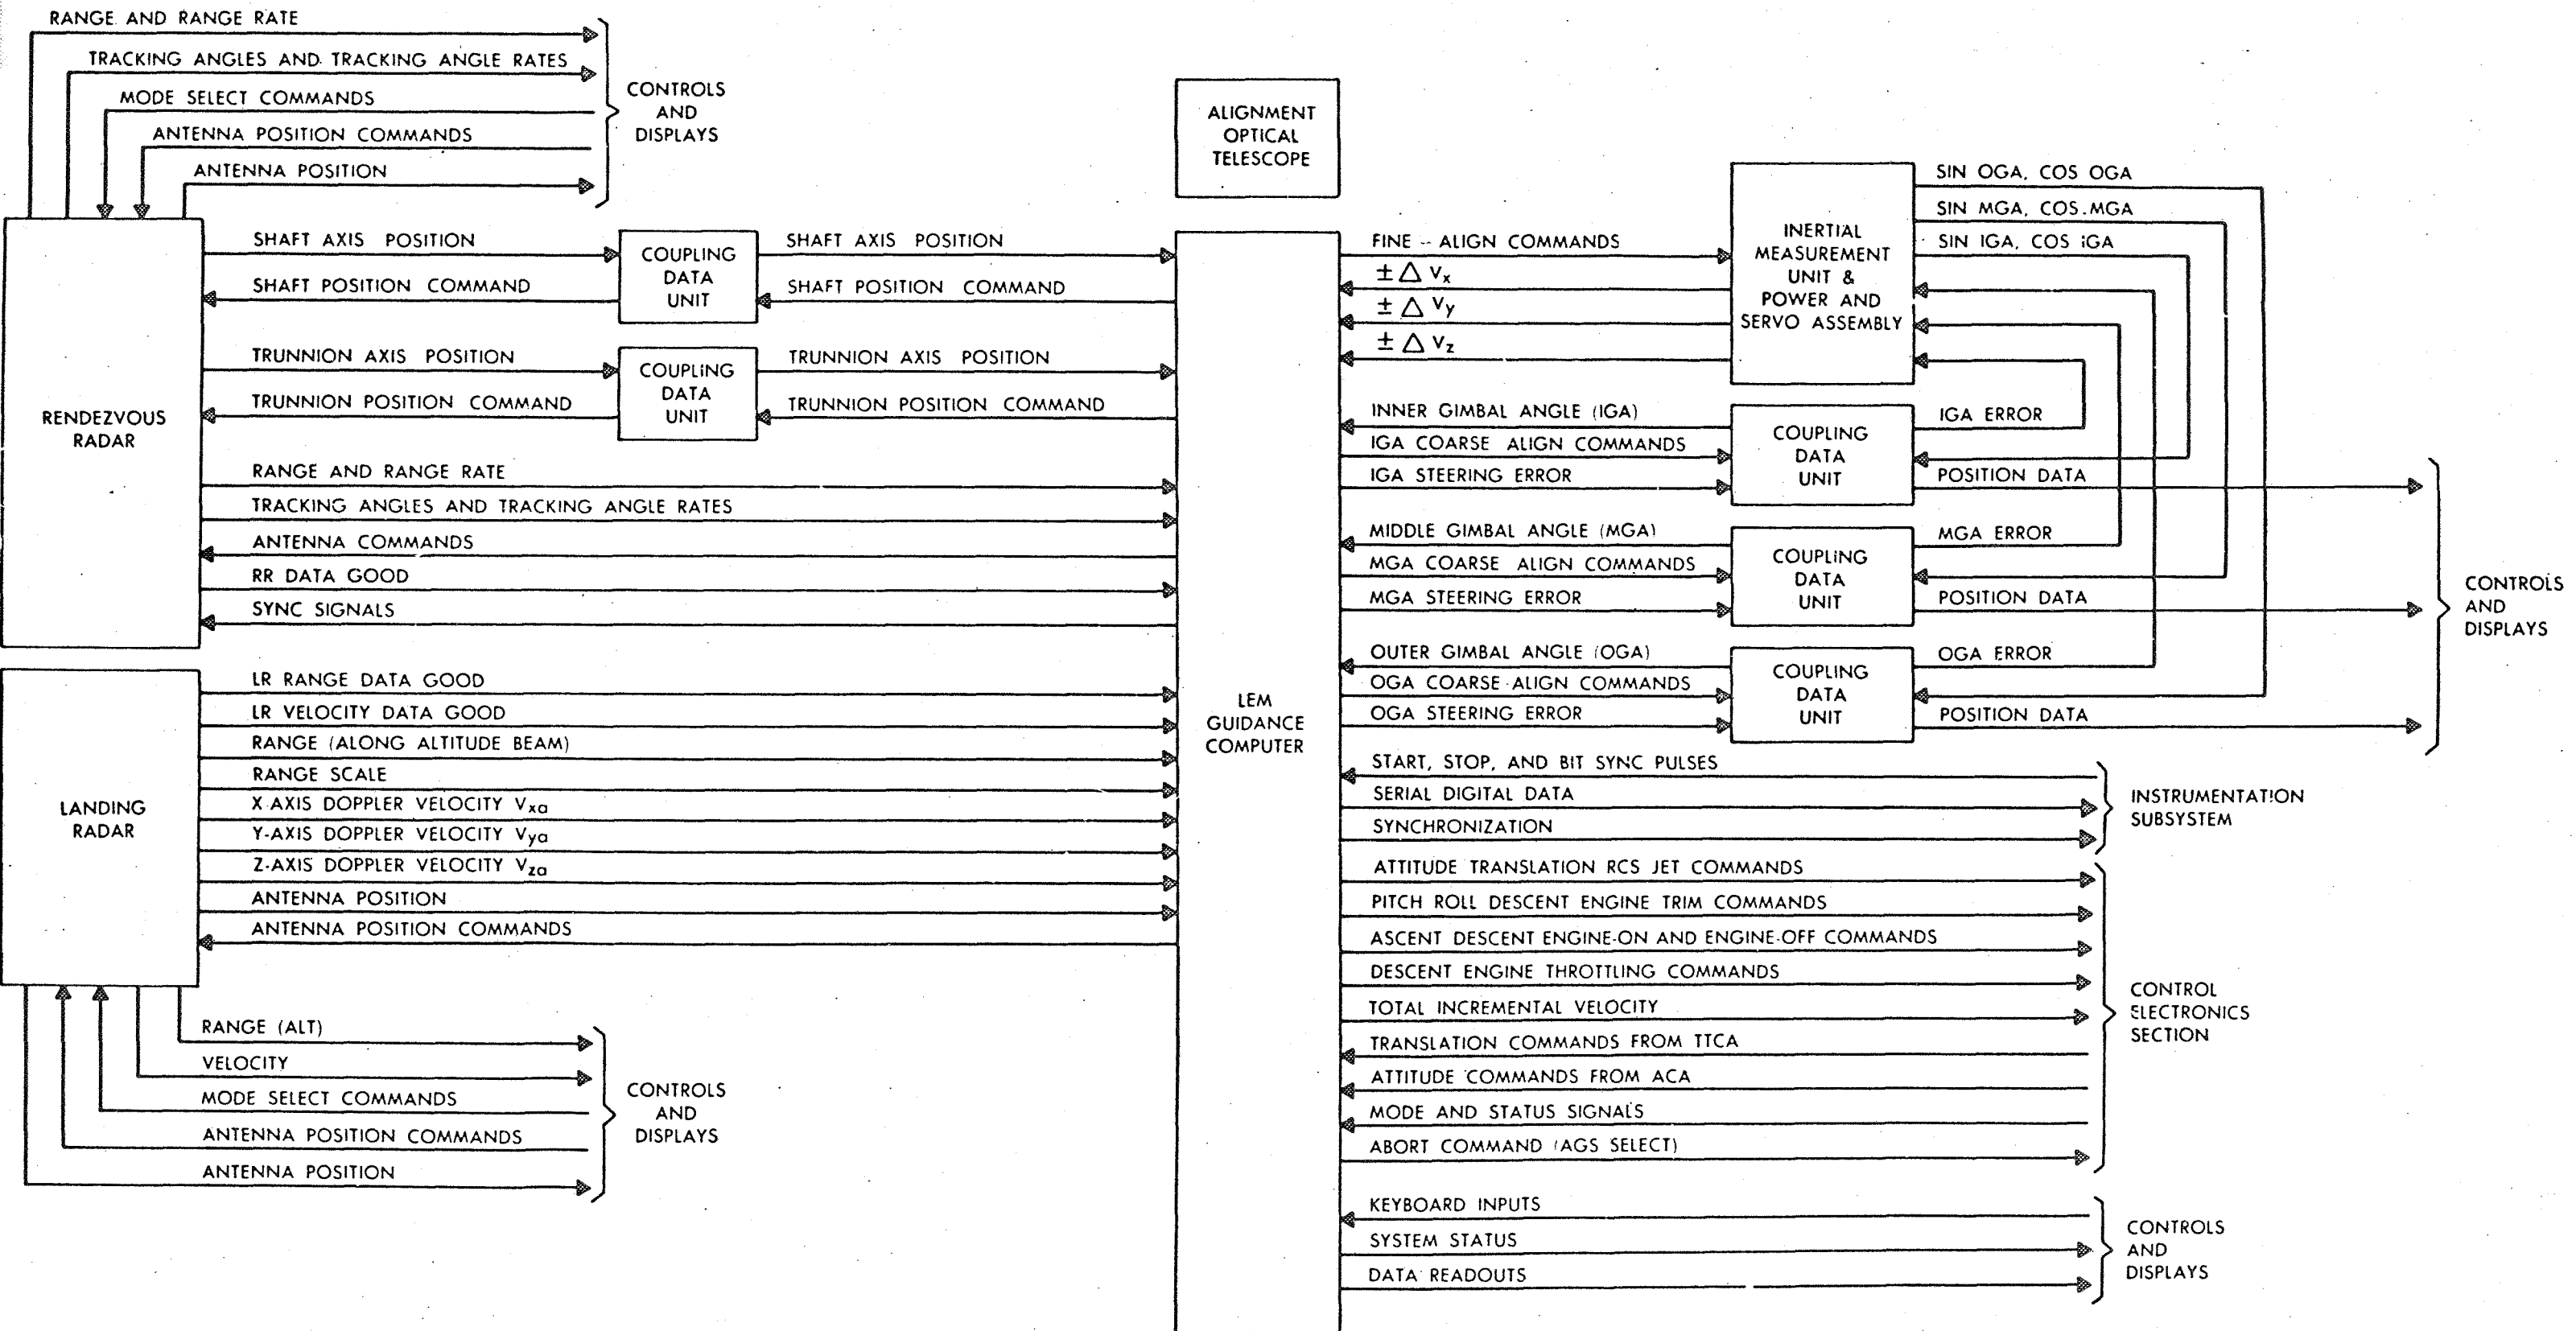 RANGE AND RANGE RATE
TRACKING ANGLES AND TRACKING ANGLE RATES
MODE SELECT COMMANDS
ANTENNA POSITION COMMANDS
ANTENNA POSITION
CONTROLS
AND
DISPLAYS
RENDEZVOUS
RADAR
SHAFT AXIS POSITION
SHAFT POSITION COMMAND
TRUNNION AXIS POSITION
TRUNNION POSITION COMMAND
COUPLING
DATA
UNIT
COUPLING
DATA
UNIT
SHAFT AXIS POSITION
SHAFT POSITION COMMAND
TRUNNION AXIS POSITION
TRUNNION POSITION COMMAND
RANGE AND RANGE RATE
TRACKING ANGLES AND TRACKING ANGLE RATES
ANTENNA COMMANDS
RR DATA GOOD
SYNC SIGNALS
LANDING
RADAR
LR RANGE DATA GOOD
LR VELOCITY DATA GOOD
RANGE (ALONG ALTITUDE BEAM)
RANGE SCALE
X-AXIS DOPPLER VELOCITY Vxa
Y-AXIS DOPPLER VELOCITY Vya
Z-AXIS DOPPLER VELOCITY Vza
ANTENNA POSITION
ANTENNA POSITION COMMANDS
RANGE (ALT)
VELOCITY
MODE SELECT COMMANDS
ANTENNA POSITION COMMANDS
ANTENNA POSITION
CONTROLS
AND
DISPLAYS
ALIGNMENT
OPTICAL
TELESCOPE
LEM
GUIDANCE
COMPUTER
FINE -- ALIGN COMMANDS
± △ Vx
± △ Vy
± △ Vz
INERTIAL
MEASUREMENT
UNIT &
POWER AND
SERVO ASSEMBLY
SIN OGA, COS OGA
SIN MGA, COS MGA
SIN IGA, COS IGA
INNER GIMBAL ANGLE (IGA)
IGA COARSE ALIGN COMMANDS
IGA STEERING ERROR
COUPLING
DATA
UNIT
IGA ERROR
POSITION DATA
MIDDLE GIMBAL ANGLE (MGA)
MGA COARSE ALIGN COMMANDS
MGA STEERING ERROR
COUPLING
DATA
UNIT
MGA ERROR
POSITION DATA
OUTER GIMBAL ANGLE (OGA)
OGA COARSE ALIGN COMMANDS
OGA STEERING ERROR
COUPLING
DATA
UNIT
OGA ERROR
POSITION DATA
CONTROLS
AND
DISPLAYS
START, STOP, AND BIT SYNC PULSES
SERIAL DIGITAL DATA
SYNCHRONIZATION
INSTRUMENTATION
SUBSYSTEM
ATTITUDE TRANSLATION RCS JET COMMANDS
PITCH ROLL DESCENT ENGINE TRIM COMMANDS
ASCENT DESCENT ENGINE-ON AND ENGINE-OFF COMMANDS
DESCENT ENGINE THROTTLING COMMANDS
TOTAL INCREMENTAL VELOCITY
TRANSLATION COMMANDS FROM TTCA
ATTITUDE COMMANDS FROM ACA
MODE AND STATUS SIGNALS
ABORT COMMAND (AGS SELECT)
CONTROL
ELECTRONICS
SECTION
KEYBOARD INPUTS
SYSTEM STATUS
DATA READOUTS
CONTROLS
AND
DISPLAYS